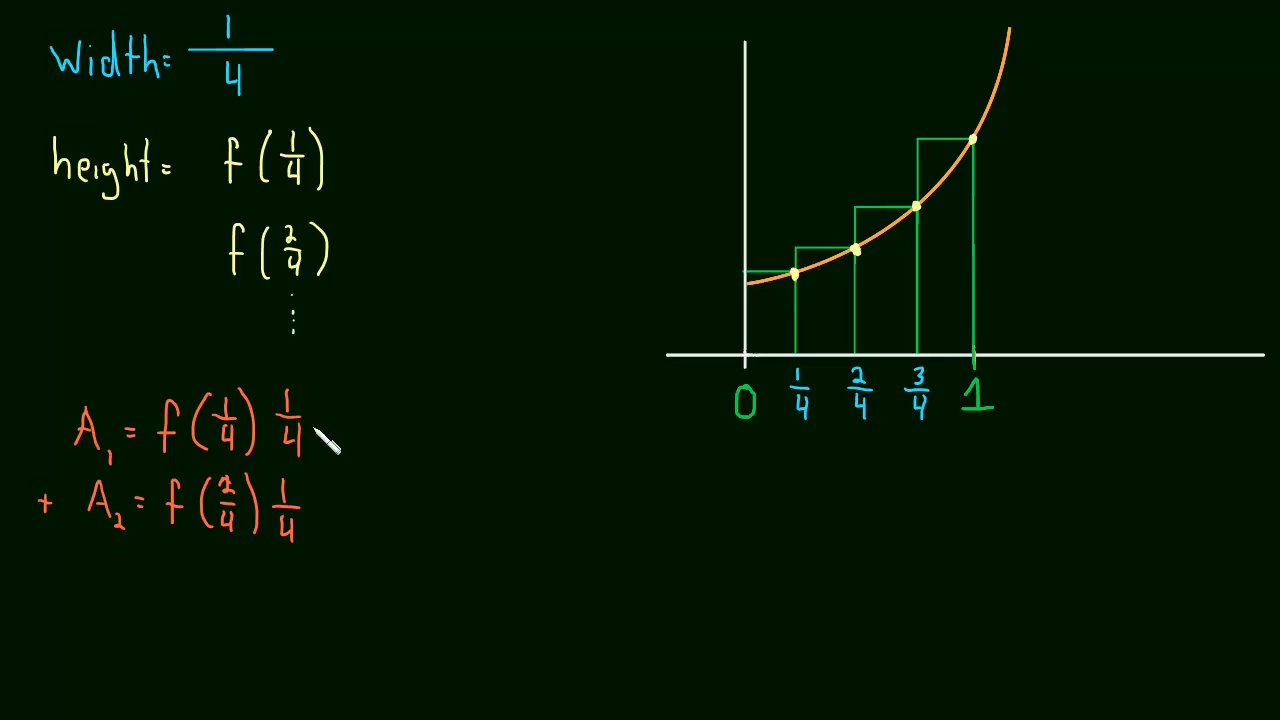 width = 1/4
height = f(1/4)
f(2/4)
⋮
A₁ = f(1/4) 1/4
+ A₂ = f(2/4) 1/4
0 1/4 2/4 3/4 1